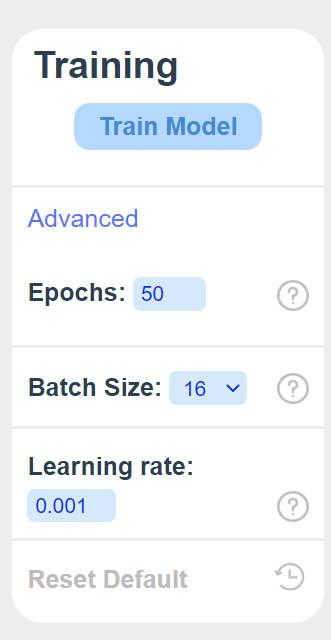 Training
Train Model
Advanced
Epochs: 50
Batch Size: 16
Learning rate:
0.001
Reset Default